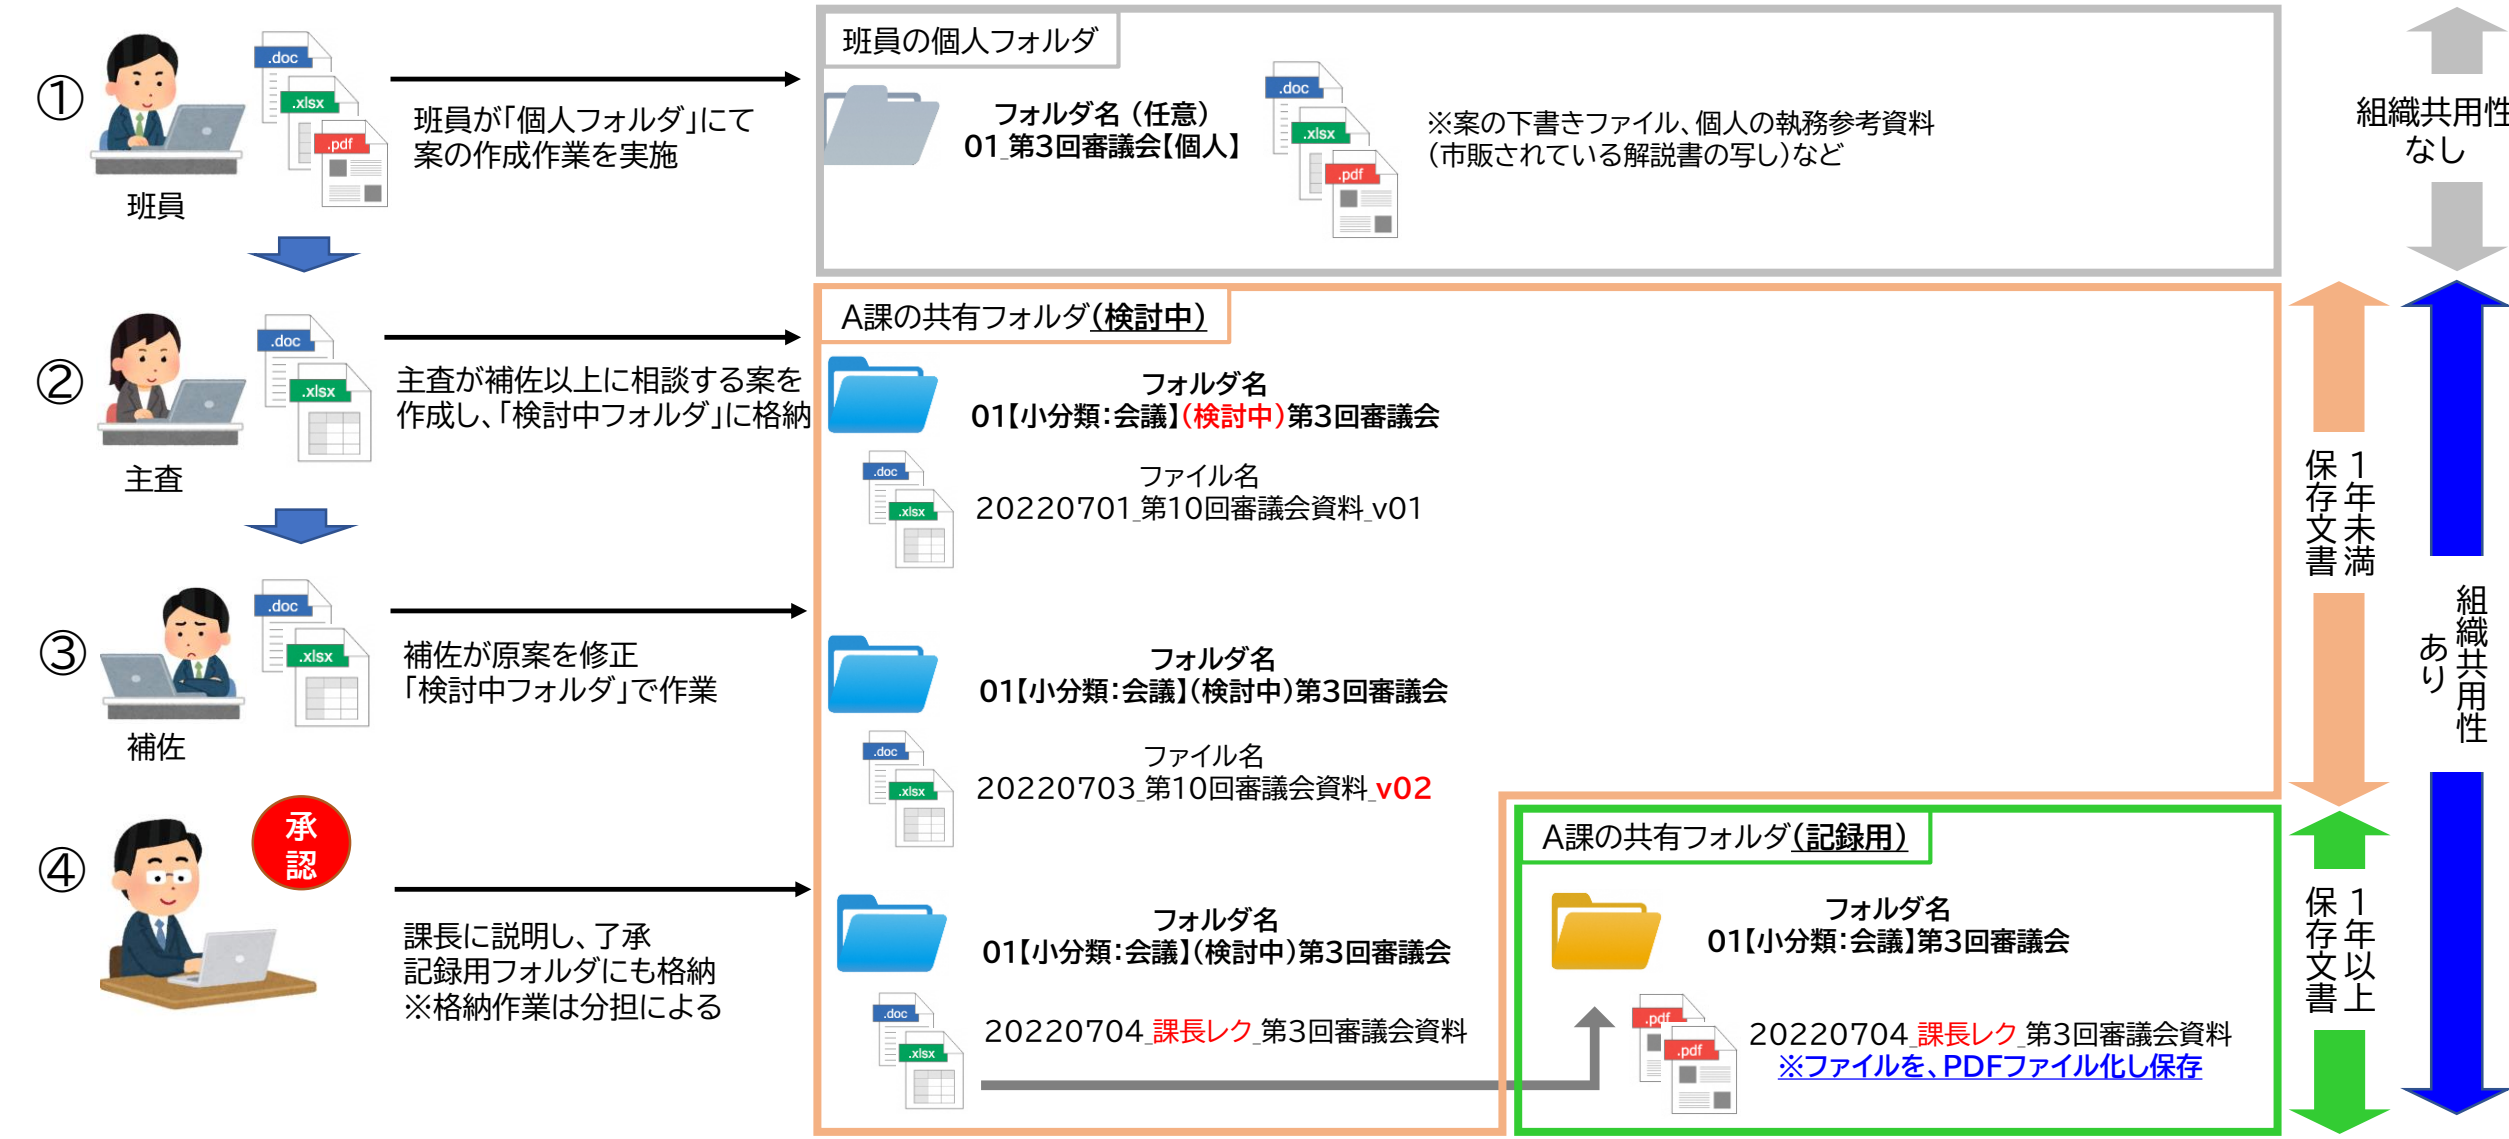 ①
.doc
.xlsx
.pdf
班員
班員が「個人フォルダ」にて
案の作成作業を実施
班員の個人フォルダ
フォルダ名（任意）
01_第3回審議会【個人】
.doc
.xlsx
.pdf
※案の下書きファイル、個人の執務参考資料
（市販されている解説書の写し）など
組織共用性
なし
②
.doc
.xlsx
主査
主査が補佐以上に相談する案を
作成し、「検討中フォルダ」に格納
A課の共有フォルダ（検討中）
フォルダ名
01【小分類：会議】（検討中）第3回審議会
.doc
.xlsx
ファイル名
20220701_第10回審議会資料_v01
③
.doc
.xlsx
補佐
補佐が原案を修正
「検討中フォルダ」で作業
フォルダ名
01【小分類：会議】（検討中）第3回審議会
.doc
.xlsx
ファイル名
20220703_第10回審議会資料_v02
1年未満
保存文書
組織共用性
あり
④
承
認
課長に説明し、了承
記録用フォルダにも格納
※格納作業は分担による
フォルダ名
01【小分類：会議】（検討中）第3回審議会
.doc
.xlsx
20220704_課長レク_第3回審議会資料
A課の共有フォルダ（記録用）
フォルダ名
01【小分類：会議】第3回審議会
.pdf
.pdf
20220704_課長レク_第3回審議会資料
※ファイルを、PDFファイル化し保存
1年以上
保存文書